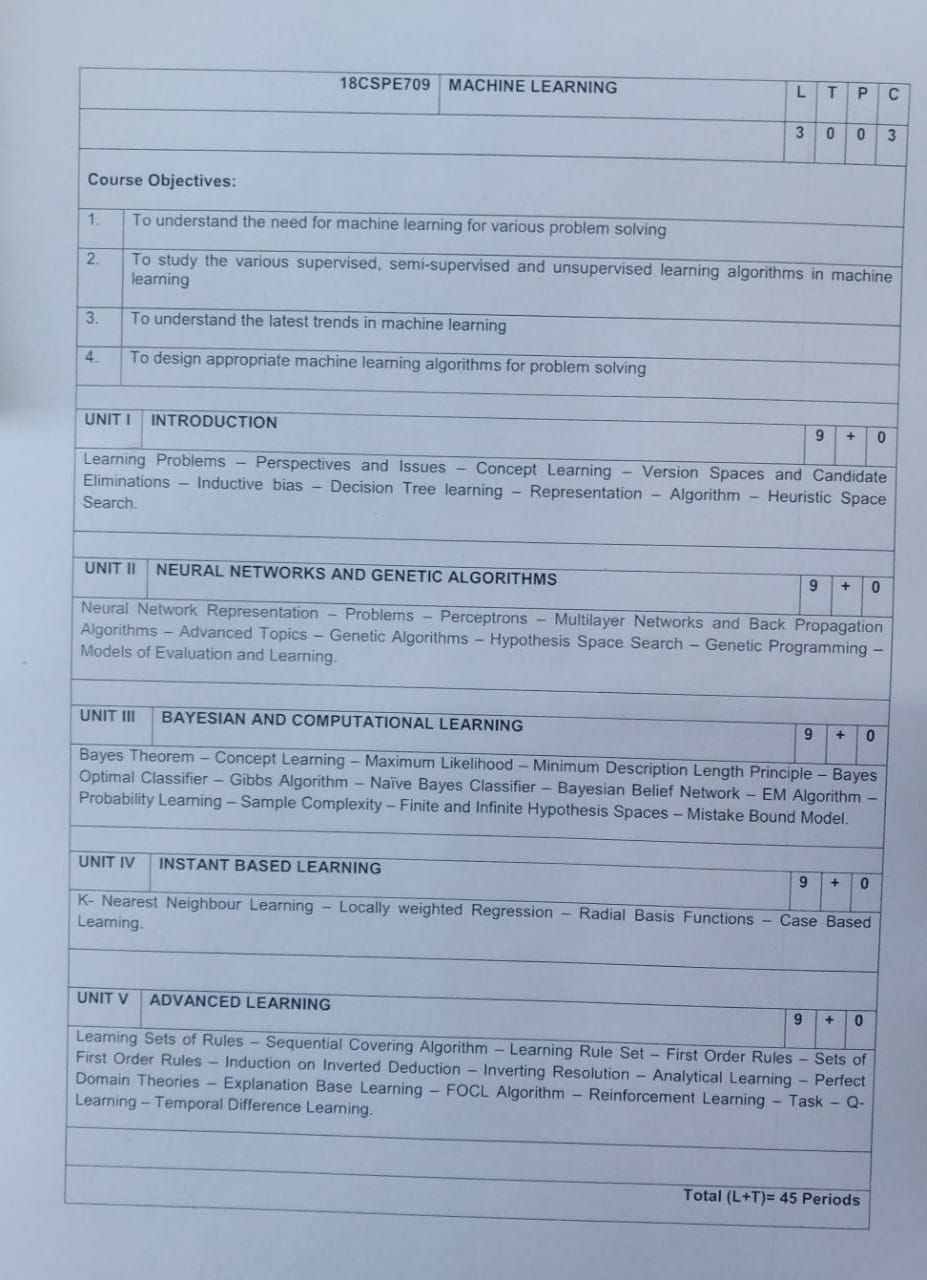 18CSPE709 MACHINE LEARNING L T P C
3 0 0 3
Course Objectives:
1. To understand the need for machine learning for various problem solving
2. To study the various supervised, semi-supervised and unsupervised learning algorithms in machine
learning
3. To understand the latest trends in machine learning
4. To design appropriate machine learning algorithms for problem solving
UNIT I INTRODUCTION 9 + 0
Learning Problems – Perspectives and Issues – Concept Learning – Version Spaces and Candidate
Eliminations – Inductive bias – Decision Tree learning – Representation – Algorithm – Heuristic Space
Search.
UNIT II NEURAL NETWORKS AND GENETIC ALGORITHMS 9 + 0
Neural Network Representation – Problems – Perceptrons – Multilayer Networks and Back Propagation
Algorithms – Advanced Topics – Genetic Algorithms – Hypothesis Space Search – Genetic Programming –
Models of Evaluation and Learning.
UNIT III BAYESIAN AND COMPUTATIONAL LEARNING 9 + 0
Bayes Theorem – Concept Learning – Maximum Likelihood – Minimum Description Length Principle – Bayes
Optimal Classifier – Gibbs Algorithm – Naïve Bayes Classifier – Bayesian Belief Network – EM Algorithm –
Probability Learning – Sample Complexity – Finite and Infinite Hypothesis Spaces – Mistake Bound Model.
UNIT IV INSTANT BASED LEARNING 9 + 0
K- Nearest Neighbour Learning – Locally weighted Regression – Radial Basis Functions – Case Based
Learning.
UNIT V ADVANCED LEARNING 9 + 0
Learning Sets of Rules – Sequential Covering Algorithm – Learning Rule Set – First Order Rules – Sets of
First Order Rules – Induction on Inverted Deduction – Inverting Resolution – Analytical Learning – Perfect
Domain Theories – Explanation Base Learning – FOCL Algorithm – Reinforcement Learning – Task – Q-
Learning – Temporal Difference Learning.
Total (L+T)= 45 Periods